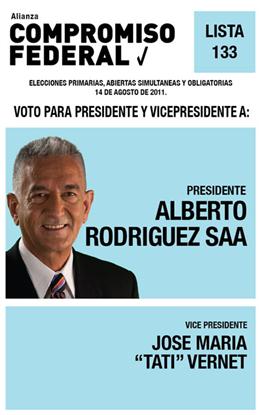 Alianza
COMPROMISO
FEDERAL √
LISTA
133
ELECCIONES PRIMARIAS, ABIERTAS SIMULTANEAS Y OBLIGATORIAS
14 DE AGOSTO DE 2011.
VOTO PARA PRESIDENTE Y VICEPRESIDENTE A:
PRESIDENTE
ALBERTO
RODRIGUEZ SAA
VICE PRESIDENTE
JOSE MARIA
“TATI” VERNET